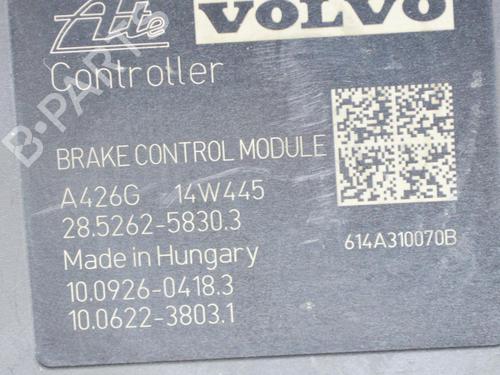 Ate VOLVO
Controller
B-PARTS
BRAKE CONTROL MODULE
A426G 14W445
28.5262-5830.3
Made in Hungary
614A310070B
10.0926-0418.3
10.0622-3803.1